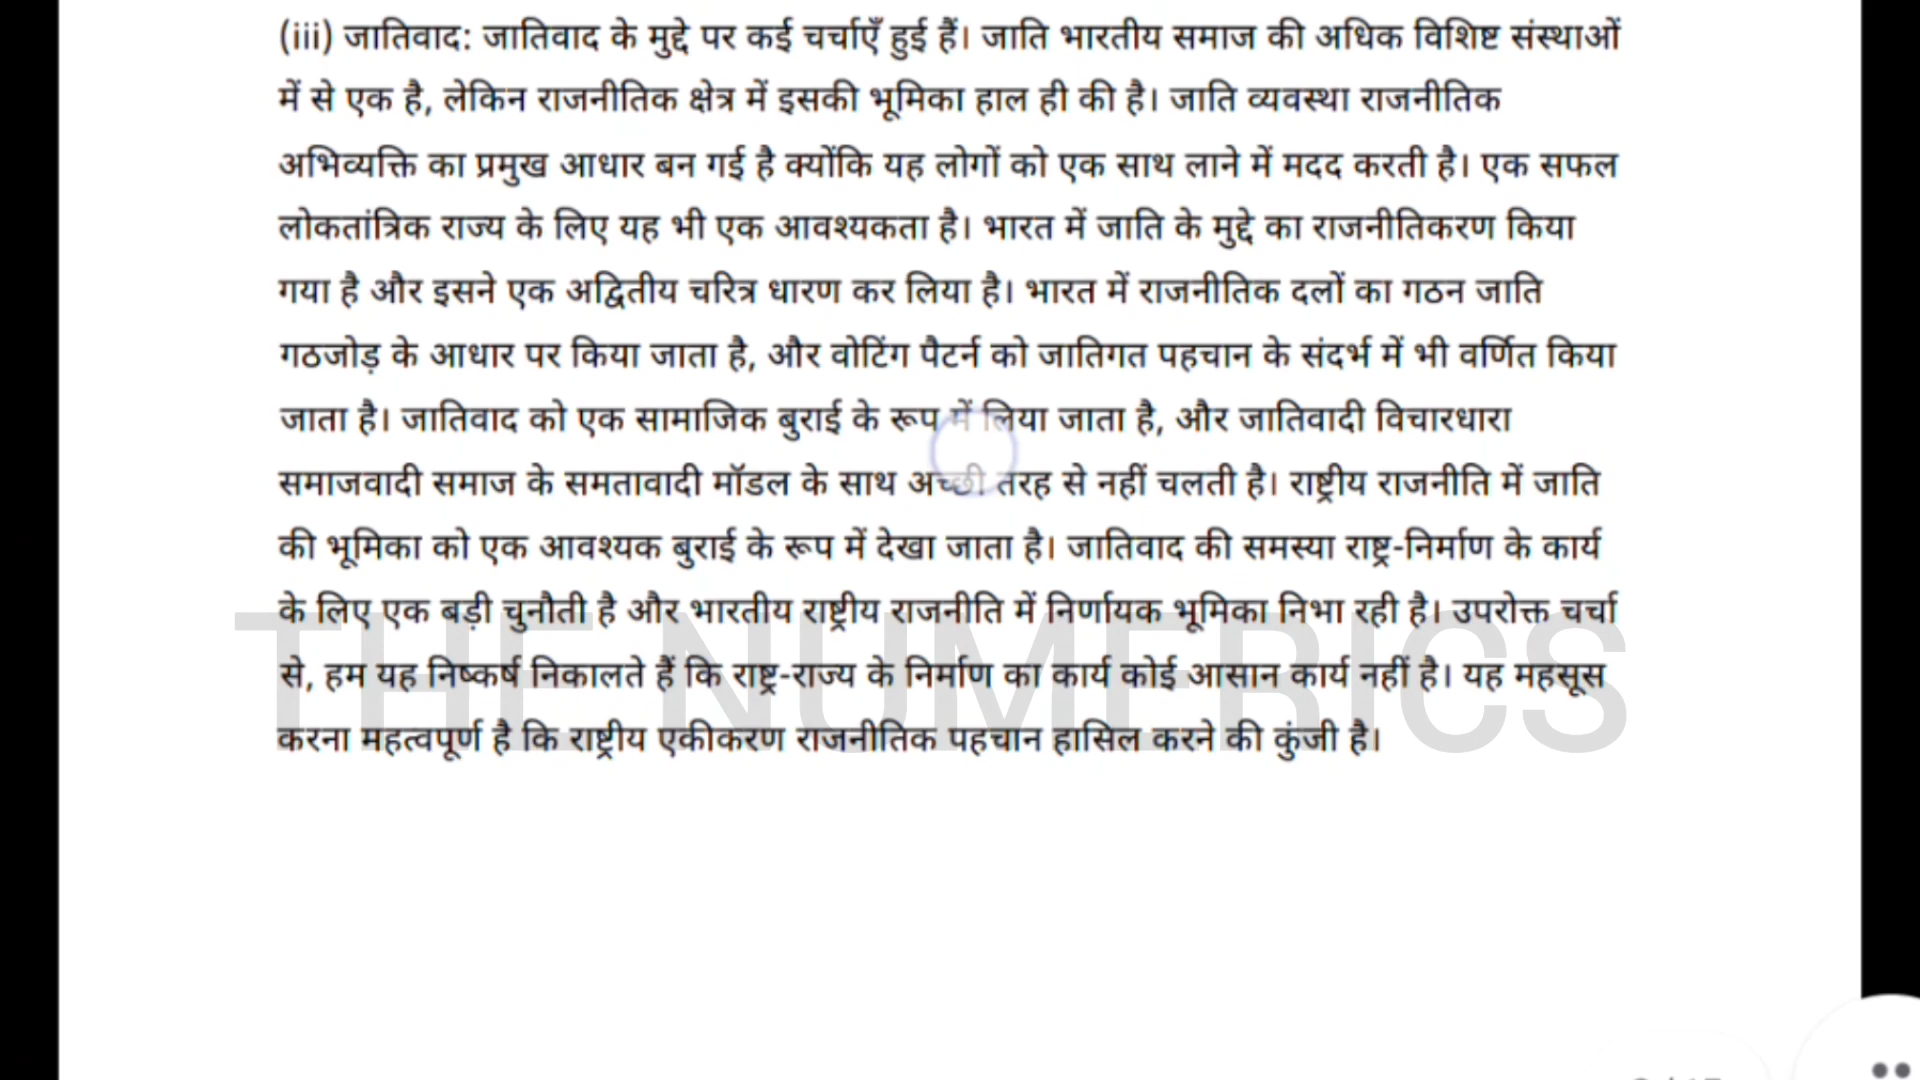 (iii) जातिवाद: जातिवाद के मुद्दे पर कई चर्चाएँ हुई हैं। जाति भारतीय समाज की अधिक विशिष्ट संस्थाओं
में से एक है, लेकिन राजनीतिक क्षेत्र में इसकी भूमिका हाल ही की है। जाति व्यवस्था राजनीतिक
अभिव्यक्ति का प्रमुख आधार बन गई है क्योंकि यह लोगों को एक साथ लाने में मदद करती है। एक सफल
लोकतांत्रिक राज्य के लिए यह भी एक आवश्यकता है। भारत में जाति के मुद्दे का राजनीतिकरण किया
गया है और इसने एक अद्वितीय चरित्र धारण कर लिया है। भारत में राजनीतिक दलों का गठन जाति
गठजोड़ के आधार पर किया जाता है, और वोटिंग पैटर्न को जातिगत पहचान के संदर्भ में भी वर्णित किया
जाता है। जातिवाद को एक सामाजिक बुराई के रूप में लिया जाता है, और जातिवादी विचारधारा
समाजवादी समाज के समतावादी मॉडल के साथ अच्छी तरह से नहीं चलती है। राष्ट्रीय राजनीति में जाति
की भूमिका को एक आवश्यक बुराई के रूप में देखा जाता है। जातिवाद की समस्या राष्ट्र-निर्माण के कार्य
के लिए एक बड़ी चुनौती है और भारतीय राष्ट्रीय राजनीति में निर्णायक भूमिका निभा रही है। उपरोक्त चर्चा
से, हम यह निष्कर्ष निकालते हैं कि राष्ट्र-राज्य के निर्माण का कार्य कोई आसान कार्य नहीं है। यह महसूस
करना महत्वपूर्ण है कि राष्ट्रीय एकीकरण राजनीतिक पहचान हासिल करने की कुंजी है।
THE NUMERICS